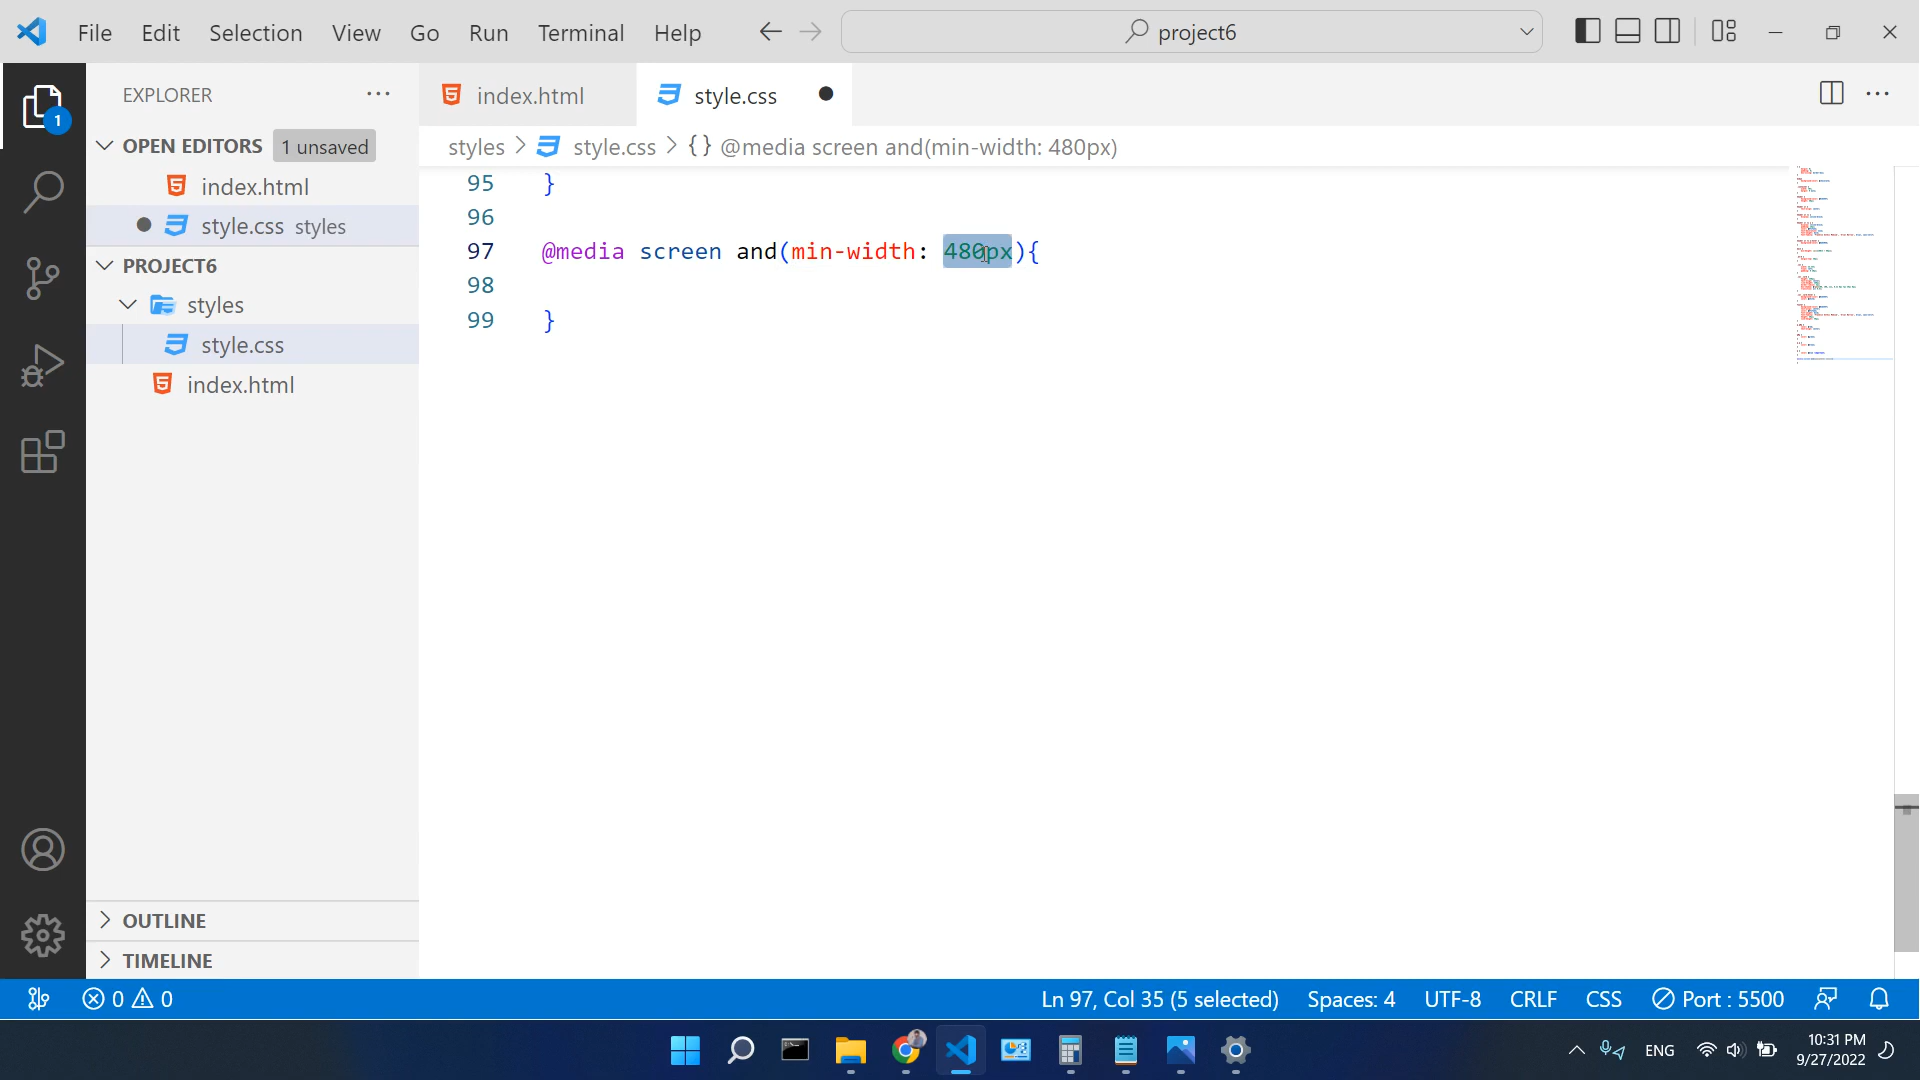 File Edit Selection View Go Run Terminal Help
project6
EXPLORER
1
OPEN EDITORS 1 unsaved
index.html
style.css styles
PROJECT6
styles
style.css
index.html
OUTLINE
TIMELINE
index.html
style.css
styles > style.css > {} @media screen and(min-width: 480px)
95 }
96
97 @media screen and(min-width: 480px){
98
99 }
0 0
Ln 97, Col 35 (5 selected) Spaces: 4 UTF-8 CRLF CSS Port : 5500
ENG
10:31 PM
9/27/2022